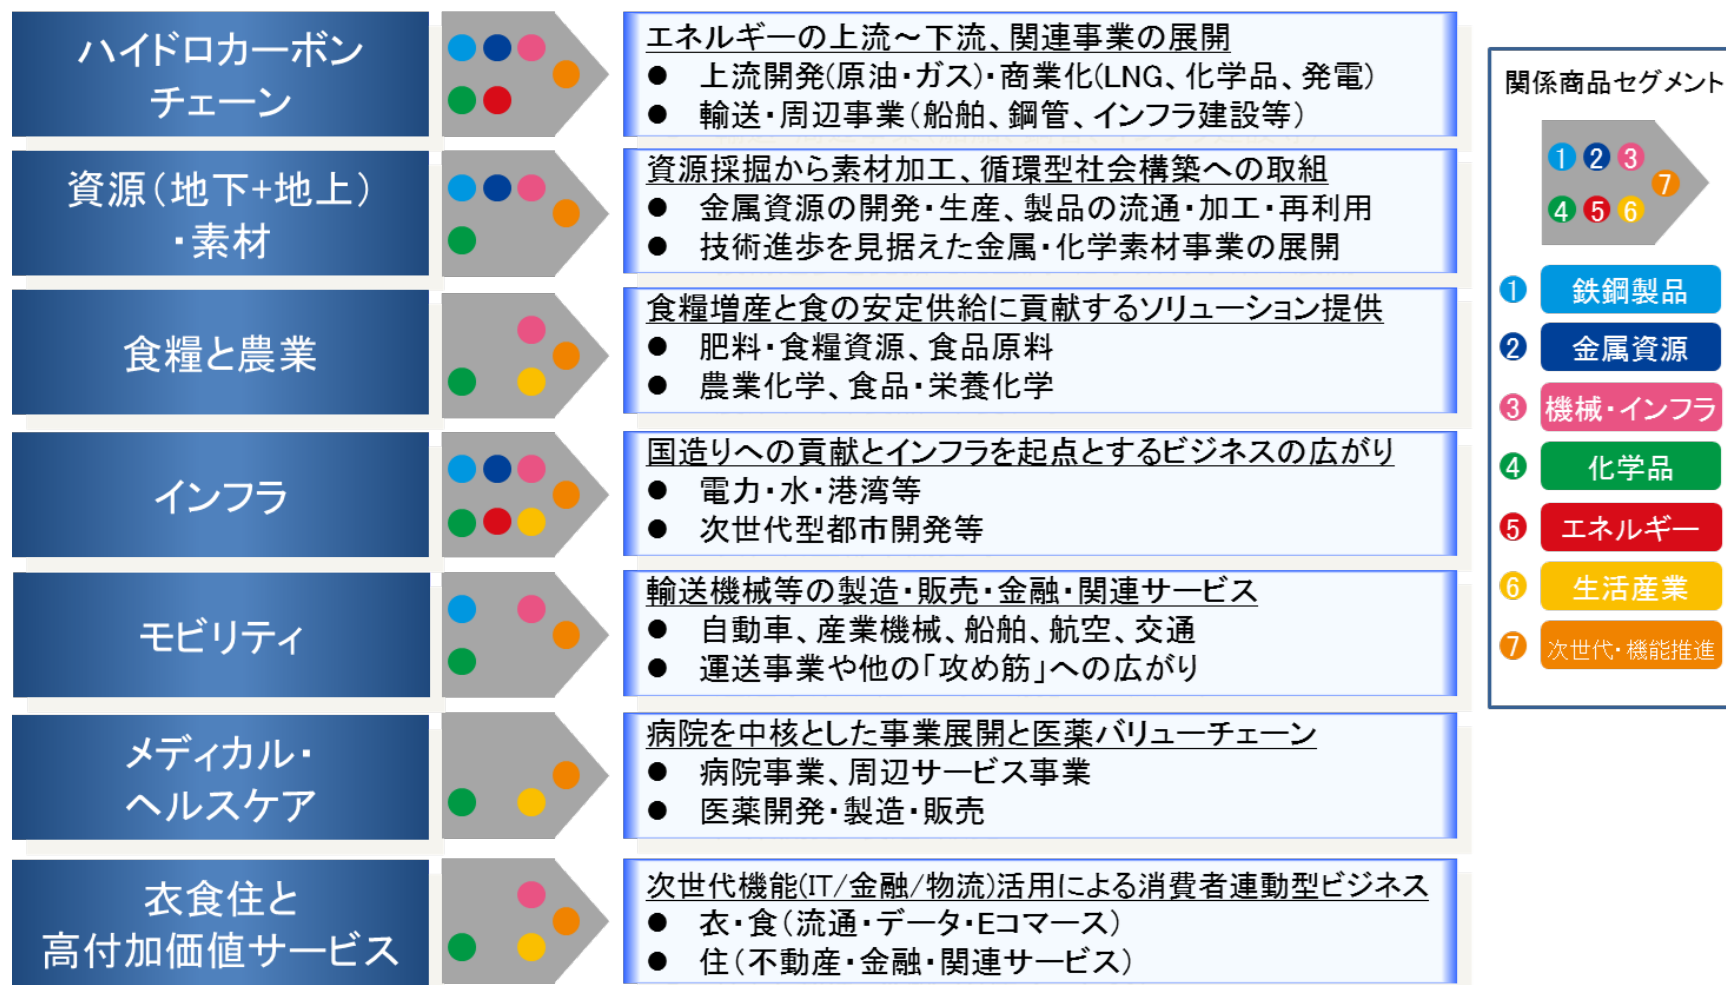 ハイドロカーボン
チェーン
エネルギーの上流～下流、関連事業の展開
● 上流開発(原油・ガス)・商業化(LNG、化学品、発電)
● 輸送・周辺事業(船舶、鋼管、インフラ建設等)
資源(地下+地上)
・素材
資源採掘から素材加工、循環型社会構築への取組
● 金属資源の開発・生産、製品の流通・加工・再利用
● 技術進歩を見据えた金属・化学素材事業の展開
食糧と農業
食糧増産と食の安定供給に貢献するソリューション提供
● 肥料・食糧資源、食品原料
● 農業化学、食品・栄養化学
インフラ
国造りへの貢献とインフラを起点とするビジネスの広がり
● 電力・水・港湾等
● 次世代型都市開発等
モビリティ
輸送機械等の製造・販売・金融・関連サービス
● 自動車、産業機械、船舶、航空、交通
● 運送事業や他の「攻め筋」への広がり
メディカル・
ヘルスケア
病院を中核とした事業展開と医薬バリューチェーン
● 病院事業、周辺サービス事業
● 医薬開発・製造・販売
衣食住と
高付加価値サービス
次世代機能(IT/金融/物流)活用による消費者連動型ビジネス
● 衣・食(流通・データ・Eコマース)
● 住(不動産・金融・関連サービス)
関係商品セグメント
1 2 3
7
4 5 6
1 鉄鋼製品
2 金属資源
3 機械・インフラ
4 化学品
5 エネルギー
6 生活産業
7 次世代・機能推進